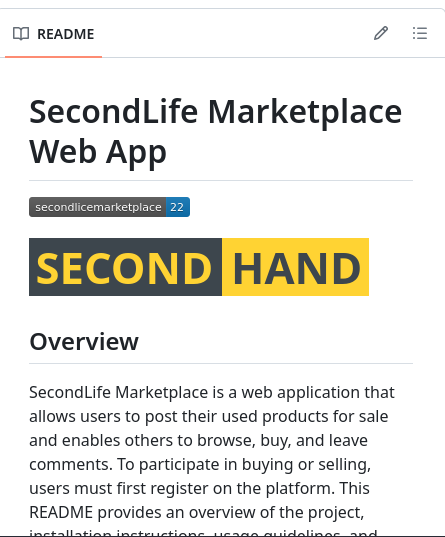 README
SecondLife Marketplace
Web App
secondlicemarketplace 22
SECOND HAND
Overview
SecondLife Marketplace is a web application that
allows users to post their used products for sale
and enables others to browse, buy, and leave
comments. To participate in buying or selling,
users must first register on the platform. This
README provides an overview of the project,
installation instructions, usage guidelines, and